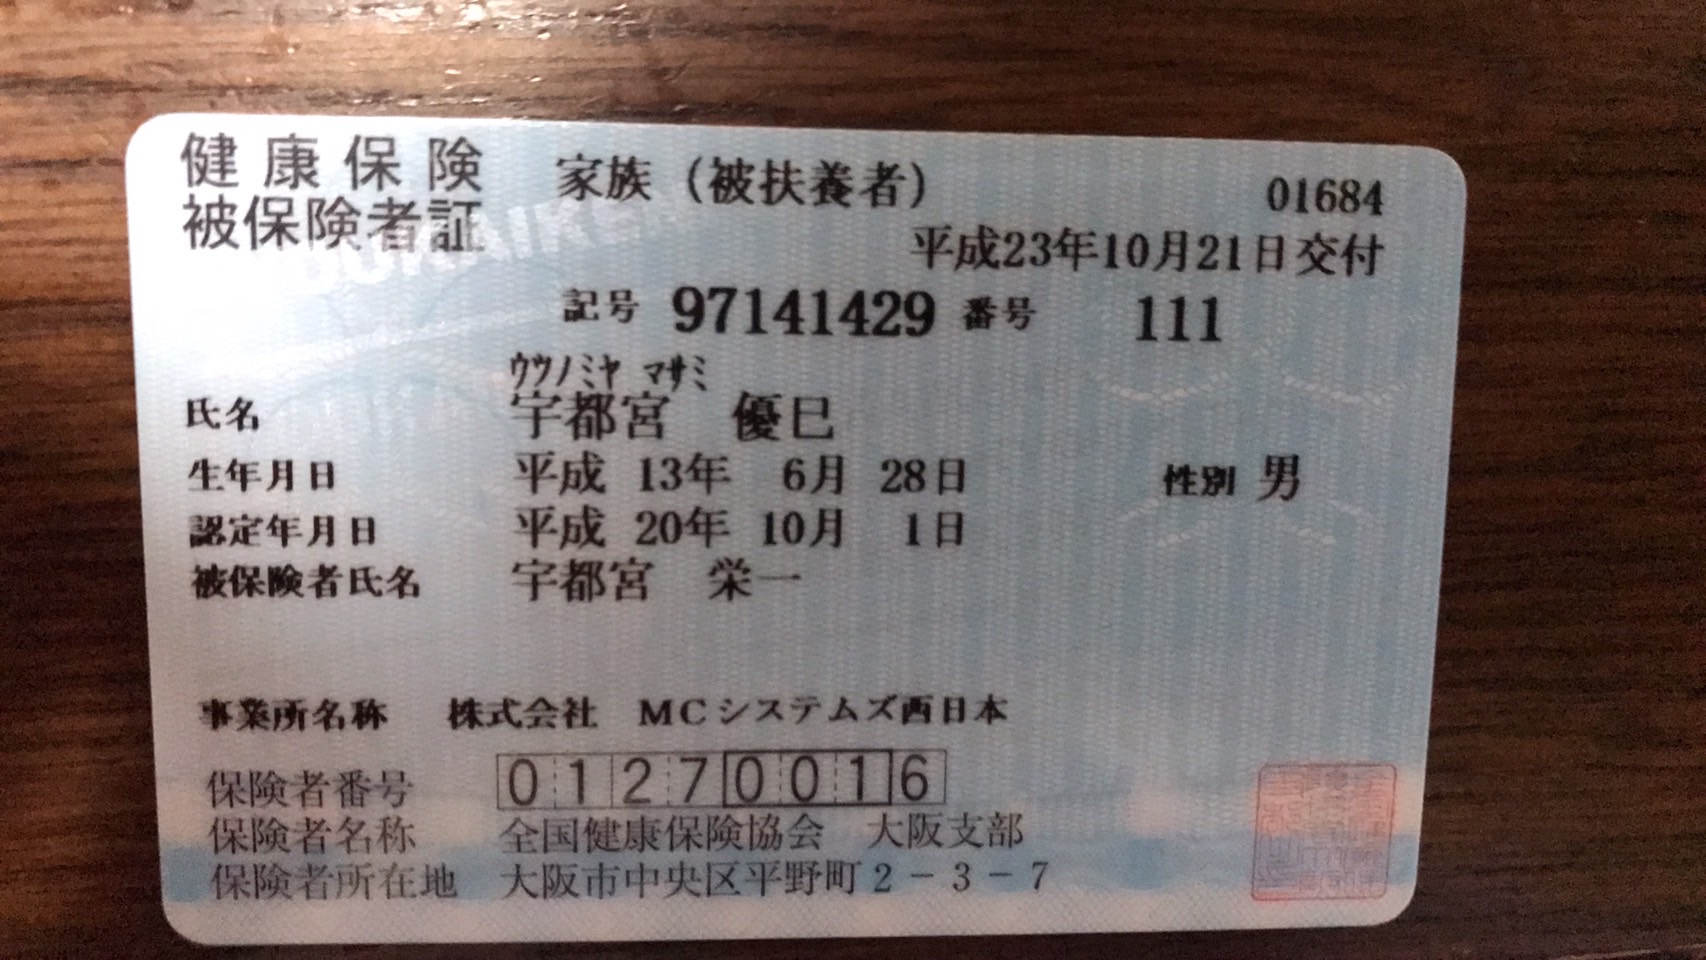 健康保険 家族（被扶養者） 01684
被保険者証
平成23年10月21日交付
記号 97141429 番号 111
ｳﾂﾉﾐﾔ ﾏｻﾐ
氏名 宇都宮 優巳
生年月日 平成 13年 6月 28日 性別 男
認定年月日 平成 20年 10月 1日
被保険者氏名 宇都宮 栄一
事業所名称 株式会社 MCシステムズ西日本
保険者番号 01270016
保険者名称 全国健康保険協会 大阪支部
保険者所在地 大阪市中央区平野町2－3－7